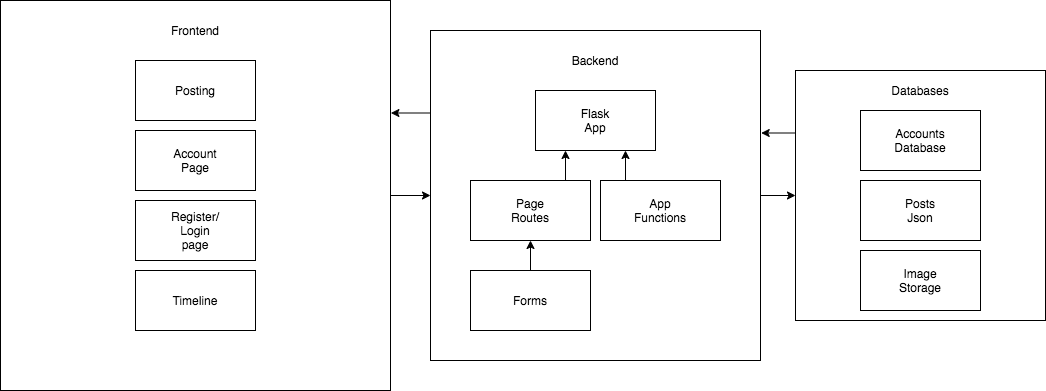 Frontend
Posting
Account
Page
Register/
Login
page
Timeline
Backend
Flask
App
Page
Routes
App
Functions
Forms
Databases
Accounts
Database
Posts
Json
Image
Storage